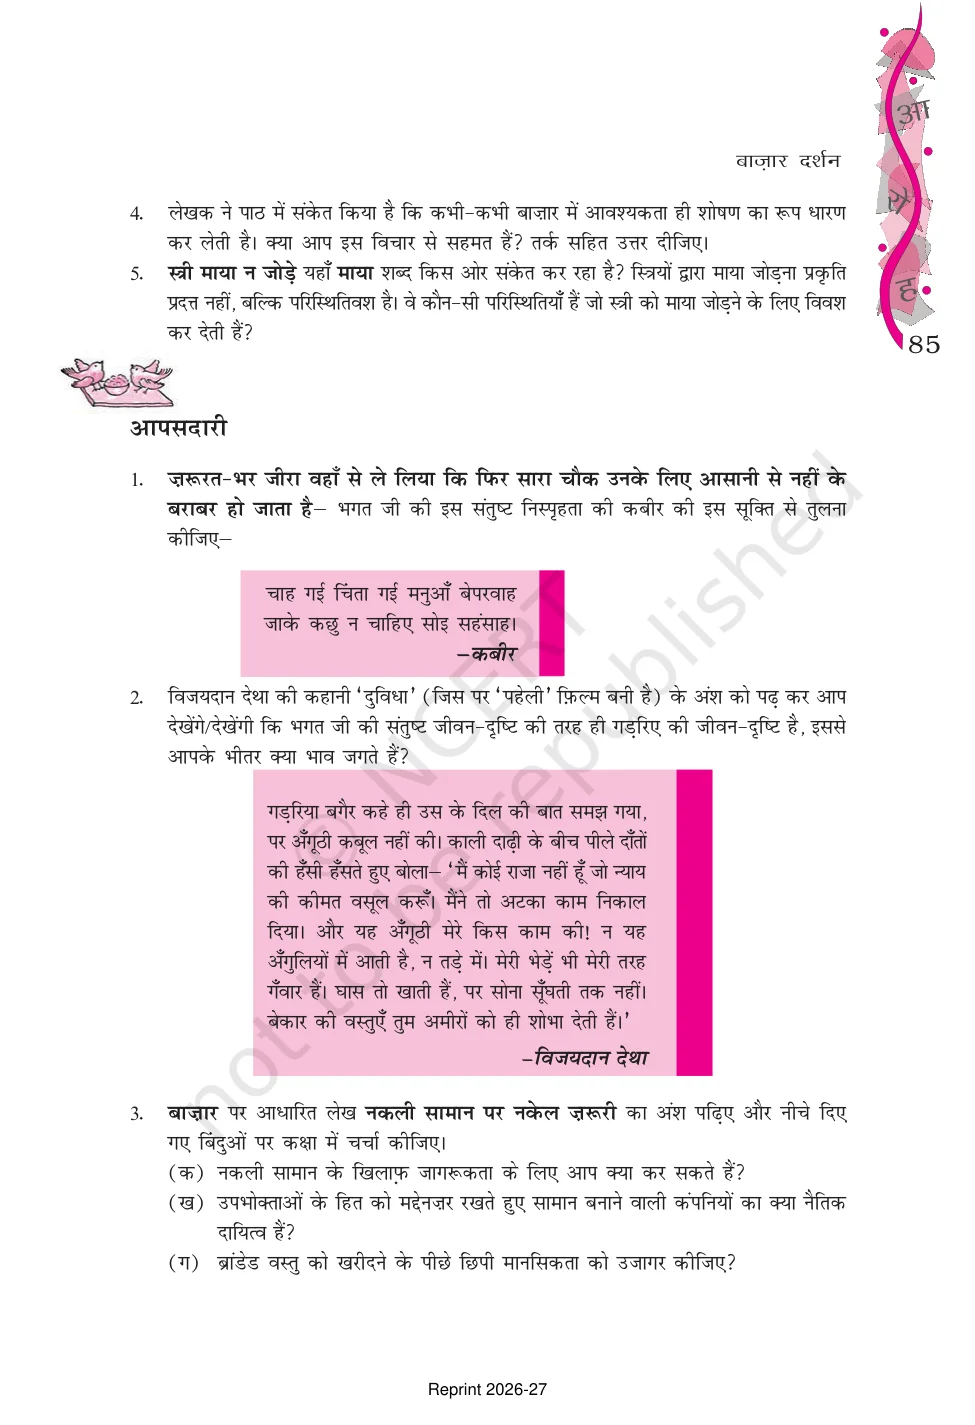 बाज़ार दर्शन
85
4. लेखक ने पाठ में संकेत किया है कि कभी-कभी बाज़ार में आवश्यकता ही शोषण का रूप धारण
कर लेती है। क्या आप इस विचार से सहमत हैं? तर्क सहित उत्तर दीजिए।
5. स्त्री माया न जोड़े यहाँ माया शब्द किस ओर संकेत कर रहा है? स्त्रियों द्वारा माया जोड़ना प्रकृति
प्रदत्त नहीं, बल्कि परिस्थितिवश है। वे कौन-सी परिस्थितियाँ हैं जो स्त्री को माया जोड़ने के लिए विवश
कर देती हैं?
आपसदारी
1. ज़रूरत-भर जीरा वहाँ से ले लिया कि फिर सारा चौक उनके लिए आसानी से नहीं के
बराबर हो जाता है– भगत जी की इस संतुष्ट निस्पृहता की कबीर की इस सूक्ति से तुलना
कीजिए–
चाह गई चिंता गई मनुआँ बेपरवाह
जाके कछु न चाहिए सोइ सहंसाह।
–कबीर
2. विजयदान देथा की कहानी ‘दुविधा’ (जिस पर ‘पहेली’ फ़िल्म बनी है) के अंश को पढ़ कर आप
देखेंगे/देखेंगी कि भगत जी की संतुष्ट जीवन-दृष्टि की तरह ही गड़रिए की जीवन-दृष्टि है, इससे
आपके भीतर क्या भाव जगते हैं?
गड़रिया बगैर कहे ही उस के दिल की बात समझ गया,
पर अँगूठी कबूल नहीं की। काली दाढ़ी के बीच पीले दाँतों
की हँसी हँसते हुए बोला– ‘मैं कोई राजा नहीं हूँ जो न्याय
की कीमत वसूल करूँ। मैंने तो अटका काम निकाल
दिया। और यह अँगूठी मेरे किस काम की! न यह
अँगुलियों में आती है, न तड़े में। मेरी भेड़ें भी मेरी तरह
गँवार हैं। घास तो खाती हैं, पर सोना सूँघती तक नहीं।
बेकार की वस्तुएँ तुम अमीरों को ही शोभा देती हैं।’
–विजयदान देथा
3. बाज़ार पर आधारित लेख नकली सामान पर नकेल ज़रूरी का अंश पढ़िए और नीचे दिए
गए बिंदुओं पर कक्षा में चर्चा कीजिए।
(क) नकली सामान के खिलाफ़ जागरूकता के लिए आप क्या कर सकते हैं?
(ख) उपभोक्ताओं के हित को मद्देनज़र रखते हुए सामान बनाने वाली कंपनियों का क्या नैतिक
दायित्व हैं?
(ग) ब्रांडेड वस्तु को खरीदने के पीछे छिपी मानसिकता को उजागर कीजिए?
© NCERT
not to be republished
आ
रो
ह
Reprint 2026-27